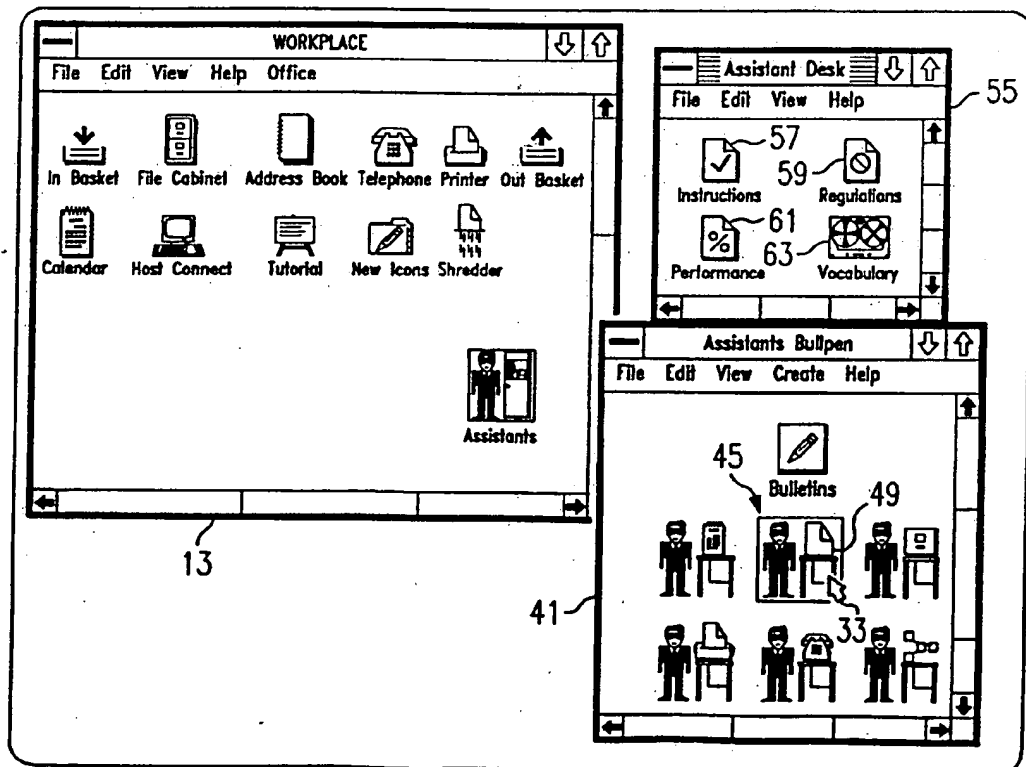 WORKPLACE
File Edit View Help Office
In Basket File Cabinet Address Book Telephone Printer Out Basket
Calendar Host Connect Tutorial New Icons Shredder
Assistants
13
Assistant Desk
55
File Edit View Help
57
59
Instructions Regulations
61
63
Performance Vocabulary
Assistants Bullpen
File Edit View Create Help
45
Bulletins
49
41
33